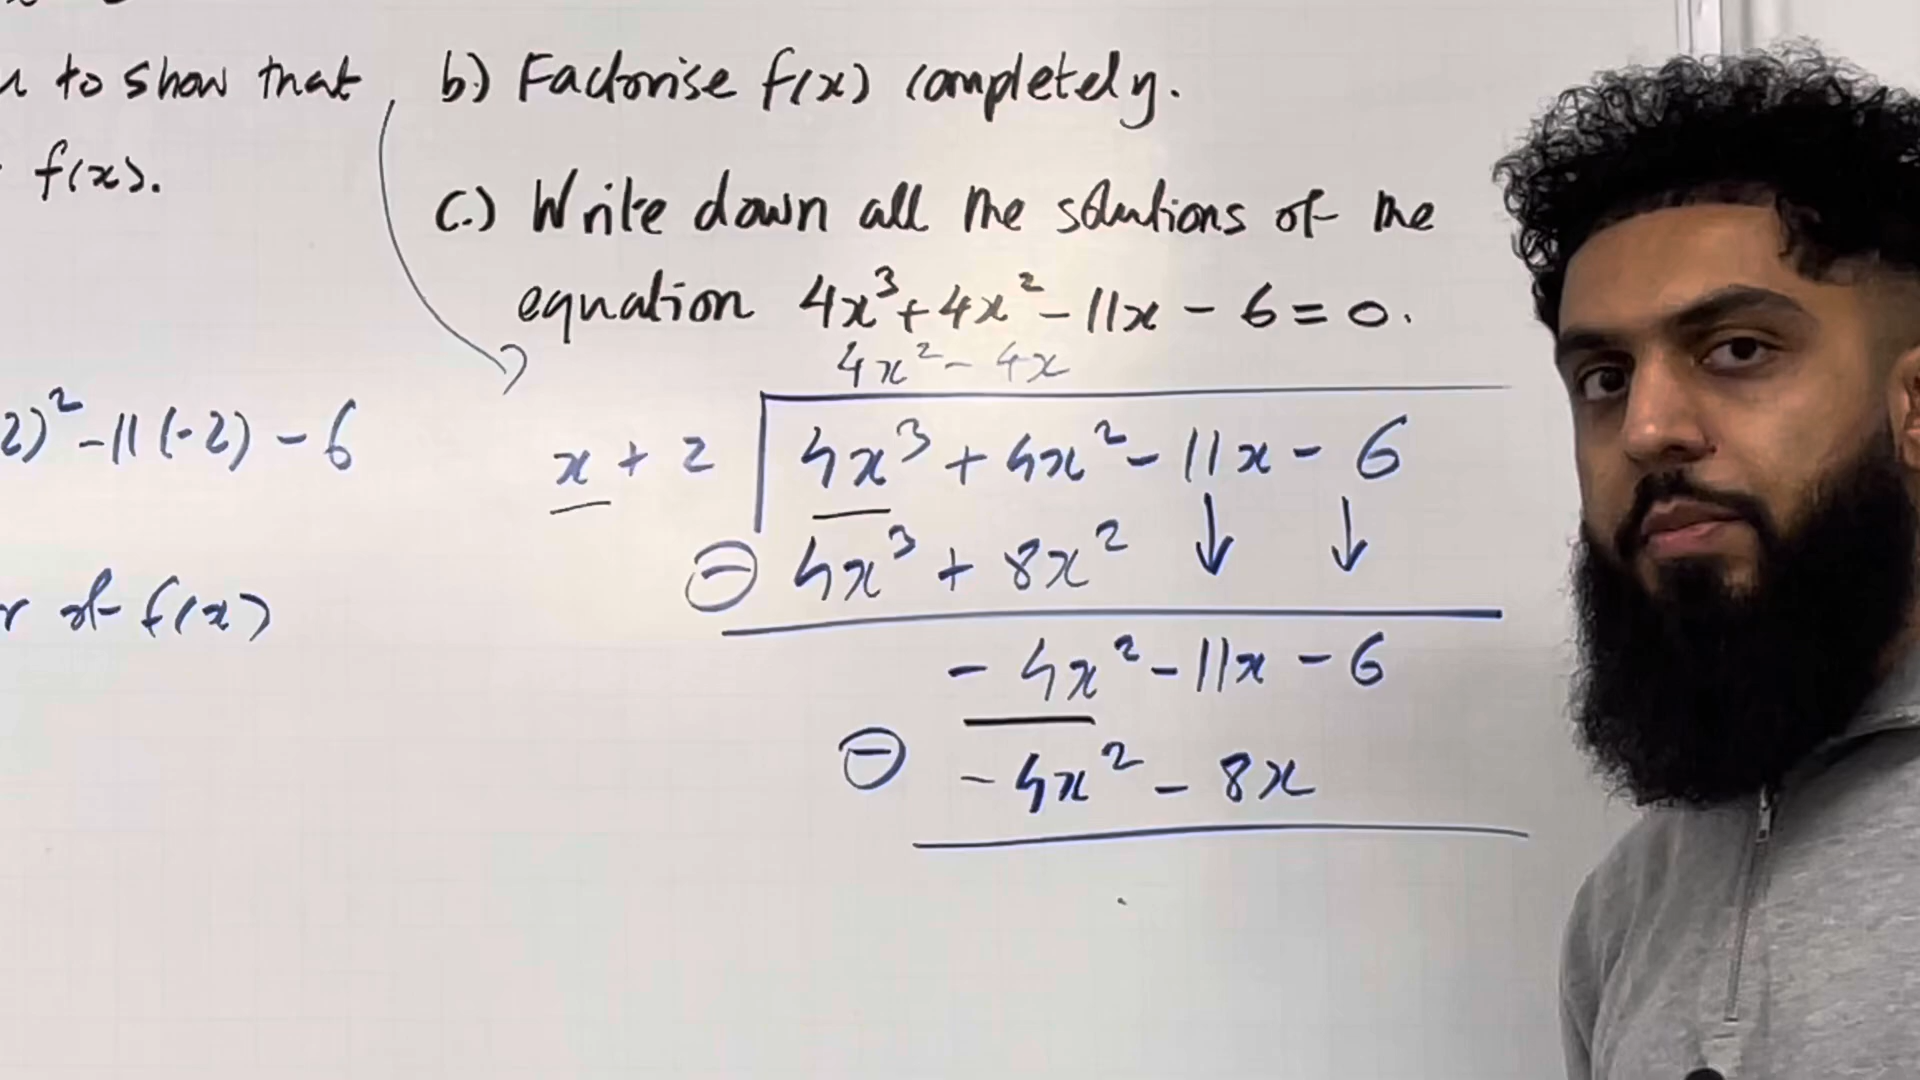 to show that
f(x).
2)² - 11(-2) - 6
of f(x)
b) Factorise f(x) completely.
c.) Write down all the solutions of the
equation 4x³ + 4x² - 11x - 6 = 0.
4x² - 4x
x + 2 4x³ + 4x² - 11x - 6
⊖ 4x³ + 8x² ↓ ↓
- 4x² - 11x - 6
⊖ - 4x² - 8x